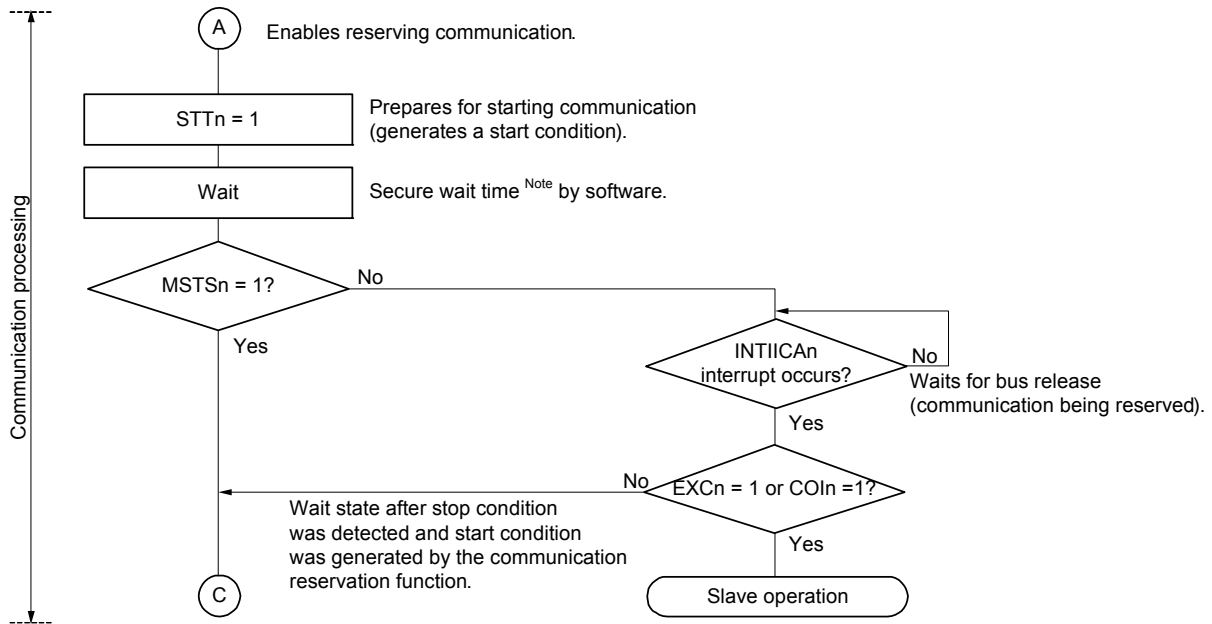 A
Enables reserving communication.
STTn = 1
Prepares for starting communication
(generates a start condition).
Wait
Secure wait time Note by software.
Communication processing
MSTSn = 1?
No
Yes
INTIICAn
interrupt occurs?
No
Waits for bus release
(communication being reserved).
Yes
EXCn = 1 or COIn =1?
No
Wait state after stop condition
was detected and start condition
was generated by the communication
reservation function.
Yes
C
Slave operation